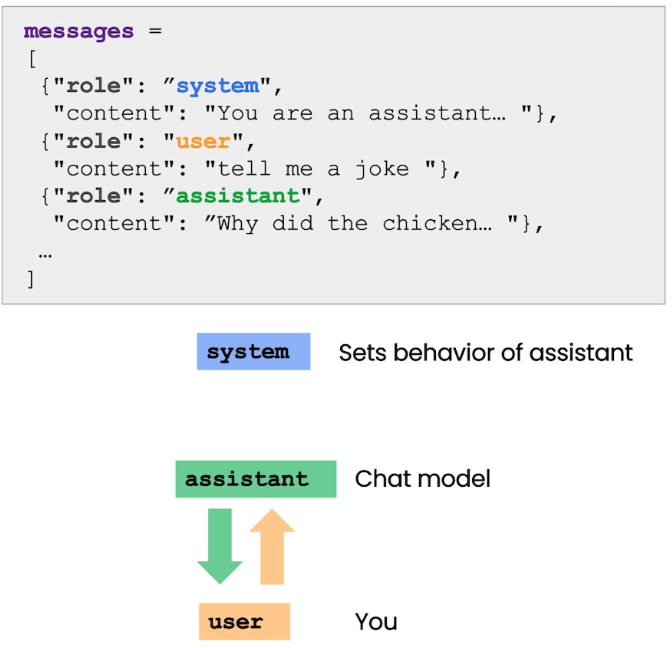 messages =
[
{"role": ”system",
"content": "You are an assistant… "},
{"role": "user",
"content": "tell me a joke "},
{"role": ”assistant",
"content": ”Why did the chicken… "},
…
]
system Sets behavior of assistant
assistant Chat model
user You